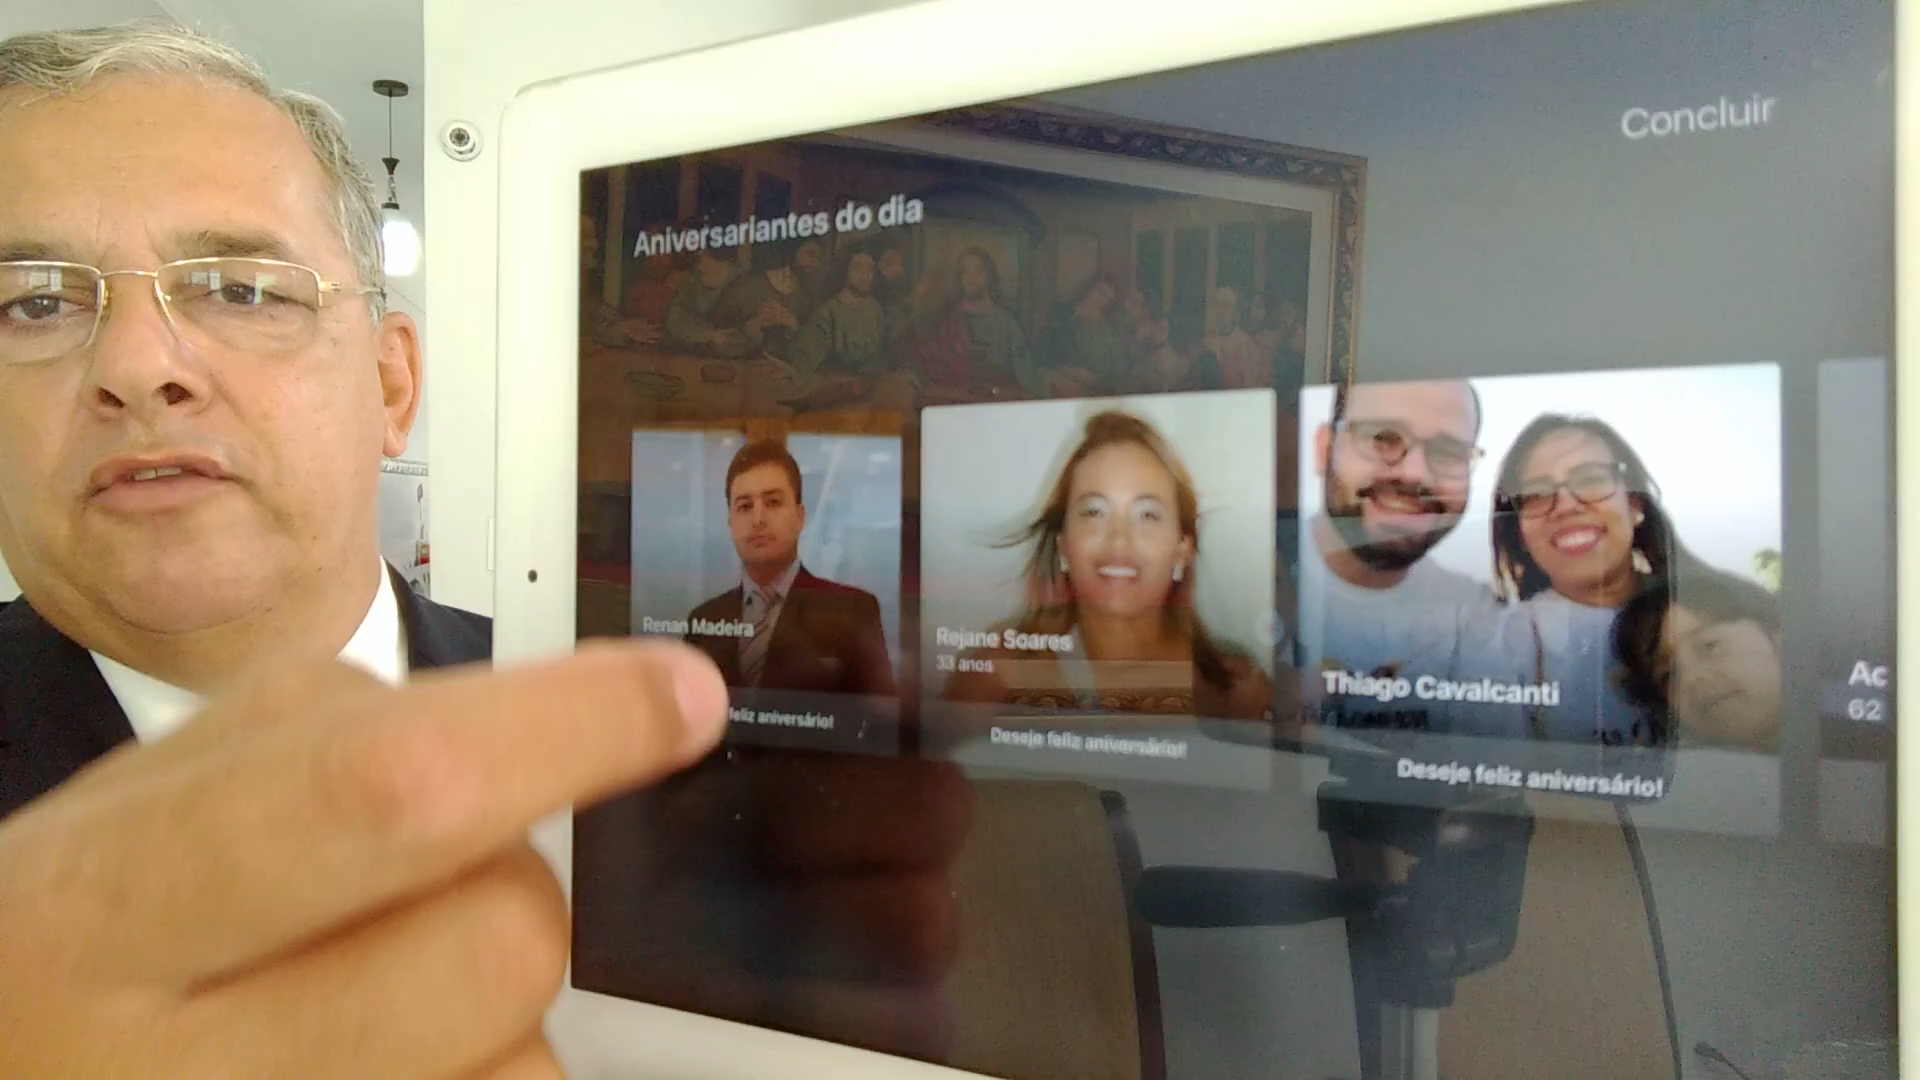 Concluir
Aniversariantes do dia
Renan Madeira
feliz aniversário!
Rejane Soares
33 anos
Deseje feliz aniversário!
Thiago Cavalcanti
Deseje feliz aniversário!
Ac
62